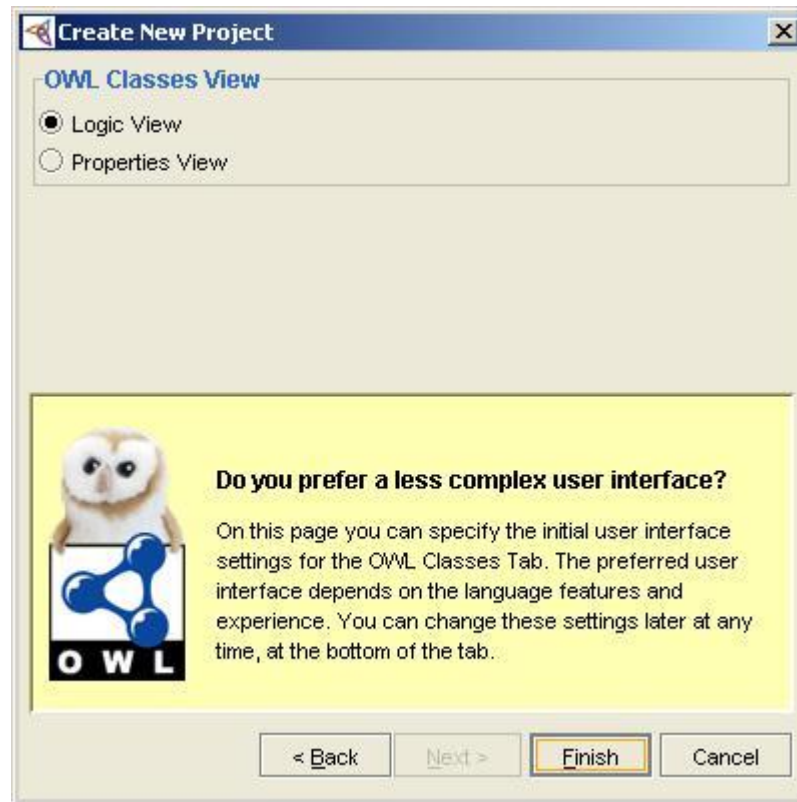 Create New Project
OWL Classes View
Logic View
Properties View
Do you prefer a less complex user interface?
On this page you can specify the initial user interface
settings for the OWL Classes Tab. The preferred user
interface depends on the language features and
experience. You can change these settings later at any
time, at the bottom of the tab.
OWL
< Back Next > Finish Cancel